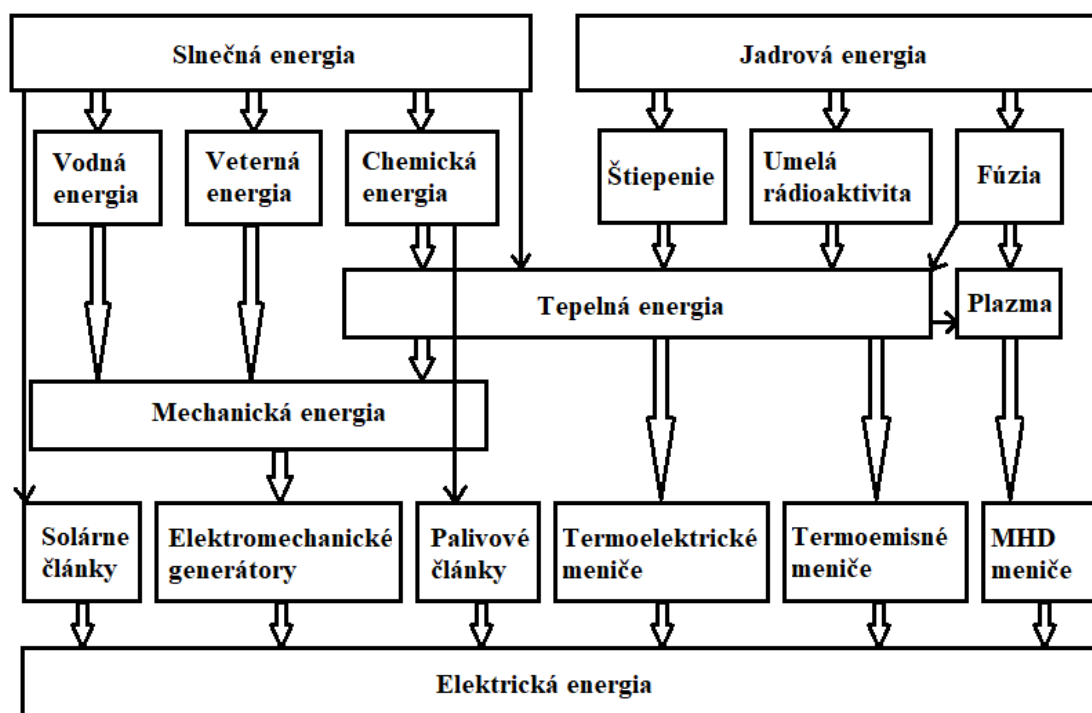 Slnečná energia
Jadrová energia
Vodná
energia
Veterná
energia
Chemická
energia
Štiepenie
Umelá
rádioaktivita
Fúzia
Tepelná energia
Plazma
Mechanická energia
Solárne
články
Elektromechanické
generátory
Palivové
články
Termoelektrické
meniče
Termoemisné
meniče
MHD
meniče
Elektrická energia